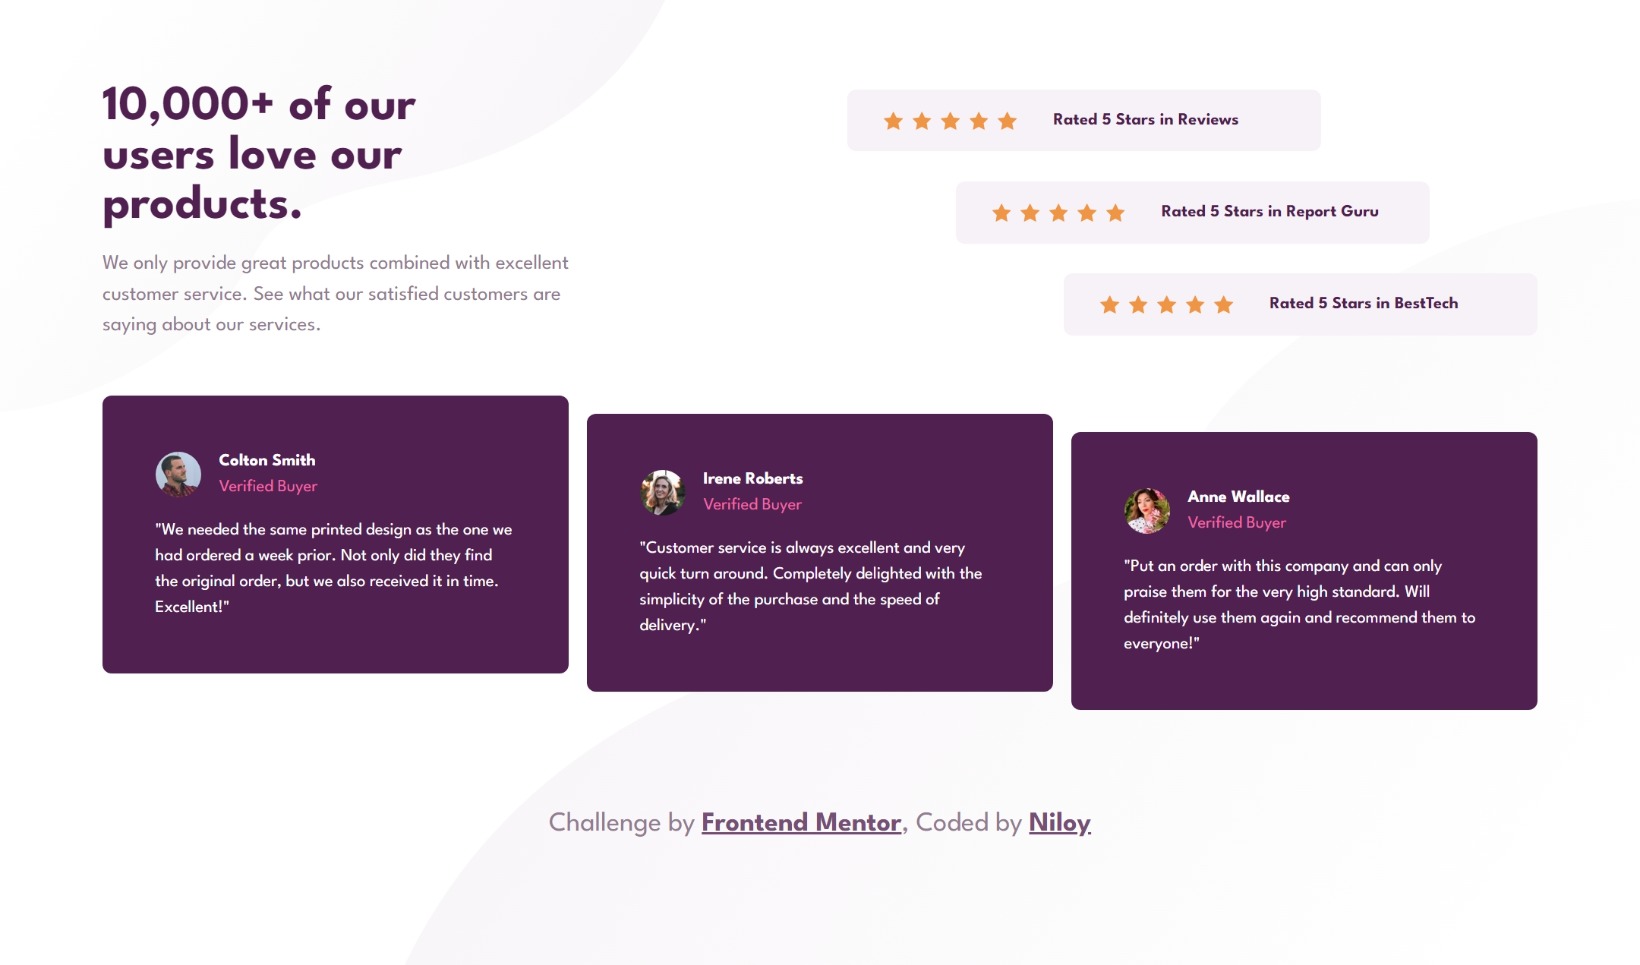 10,000+ of our
users love our
products.
We only provide great products combined with excellent
customer service. See what our satisfied customers are
saying about our services.
Rated 5 Stars in Reviews
Rated 5 Stars in Report Guru
Rated 5 Stars in BestTech
Colton Smith
Verified Buyer
"We needed the same printed design as the one we
had ordered a week prior. Not only did they find
the original order, but we also received it in time.
Excellent!"
Irene Roberts
Verified Buyer
"Customer service is always excellent and very
quick turn around. Completely delighted with the
simplicity of the purchase and the speed of
delivery."
Anne Wallace
Verified Buyer
"Put an order with this company and can only
praise them for the very high standard. Will
definitely use them again and recommend them to
everyone!"
Challenge by Frontend Mentor, Coded by Niloy